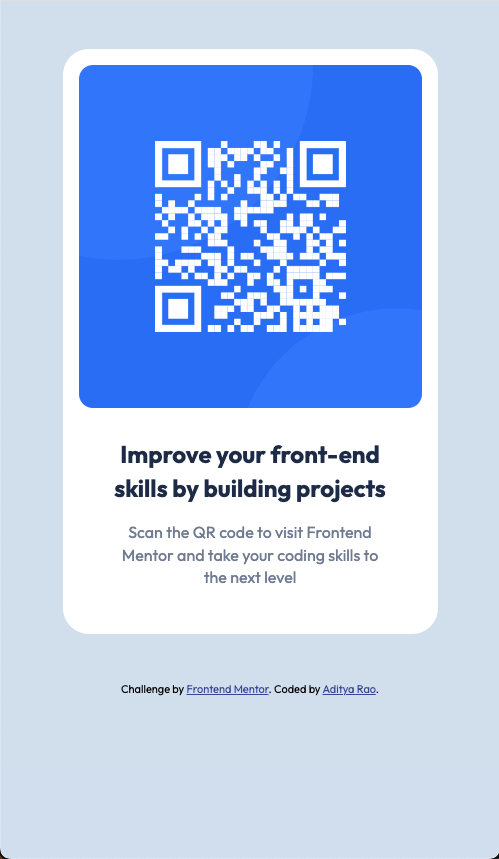 Improve your front-end
skills by building projects
Scan the QR code to visit Frontend
Mentor and take your coding skills to
the next level
Challenge by Frontend Mentor. Coded by Aditya Rao.